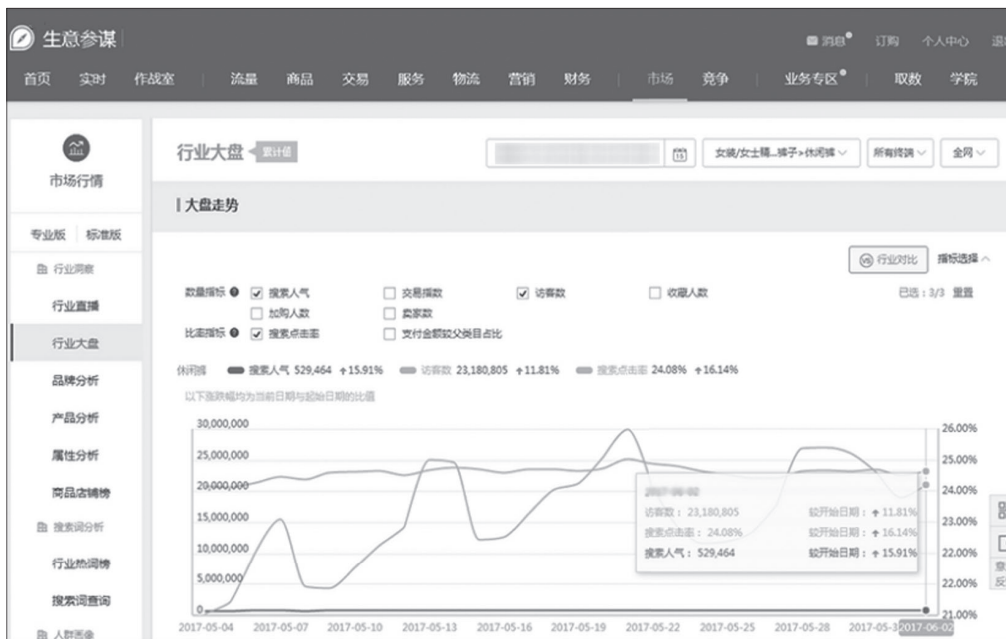 生意参谋
消息 订购 个人中心
首页 实时 作战室 流量 商品 交易 服务 物流 营销 财务 市场 竞争 业务专区 取数 学院
市场行情
专业版 标准版
行业洞察
行业直播
行业大盘
品牌分析
产品分析
属性分析
商品店铺榜
搜索词分析
行业热词榜
搜索词查询
人群画像
行业大盘 累计值
女装/女士精...裤子>休闲裤 所有终端 全网
大盘走势
行业对比 指标选择
数量指标 搜索人气 交易指数 访客数 收藏人数 已选：3/3 重置
加购人数 卖家数
比率指标 搜索点击率 支付金额较父类目占比
休闲裤 搜索人气 529,464 15.91% 访客数 23,180,805 11.81% 搜索点击率 24.08% 16.14%
以下涨跌幅均为当前日期与起始日期的比值
30,000,000
25,000,000
20,000,000
15,000,000
10,000,000
5,000,000
0
26.00%
25.00%
24.00%
23.00%
22.00%
22.00%
21.00%
2017-06-02
访客数：23,180,805 较开始日期：11.81%
搜索点击率：24.08% 较开始日期：16.14%
搜索人气：529,464 较开始日期：15.91%
2017-05-04 2017-05-07 2017-05-10 2017-05-13 2017-05-16 2017-05-19 2017-05-22 2017-05-25 2017-05-28 2017-05-3 2017-06-02